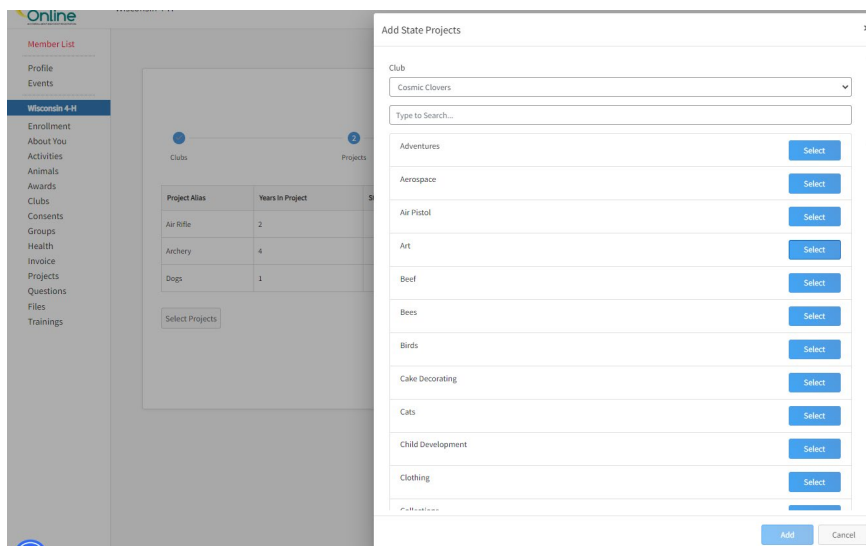 Online
Member List
Profile
Events
Wisconsin 4-H
Enrollment
About You
Activities
Animals
Awards
Clubs
Consents
Groups
Health
Invoice
Projects
Questions
Files
Trainings
2
Clubs
Projects
Project Alias Years In Project
Air Rifle 2
Archery 4
Dogs 1
Select Projects
Add State Projects
Club
Cosmic Clovers
Type to Search...
Adventures Select
Aerospace Select
Air Pistol Select
Art Select
Beef Select
Bees Select
Birds Select
Cake Decorating Select
Cats Select
Child Development Select
Clothing Select
Add Cancel